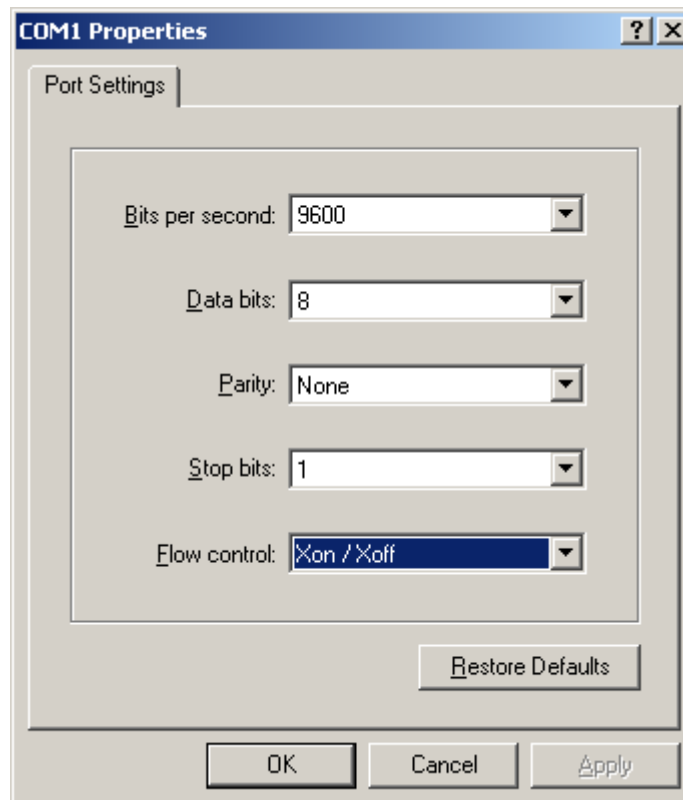 COM1 Properties
Port Settings
Bits per second: 9600
Data bits: 8
Parity: None
Stop bits: 1
Flow control: Xon / Xoff
Restore Defaults
OK Cancel Apply